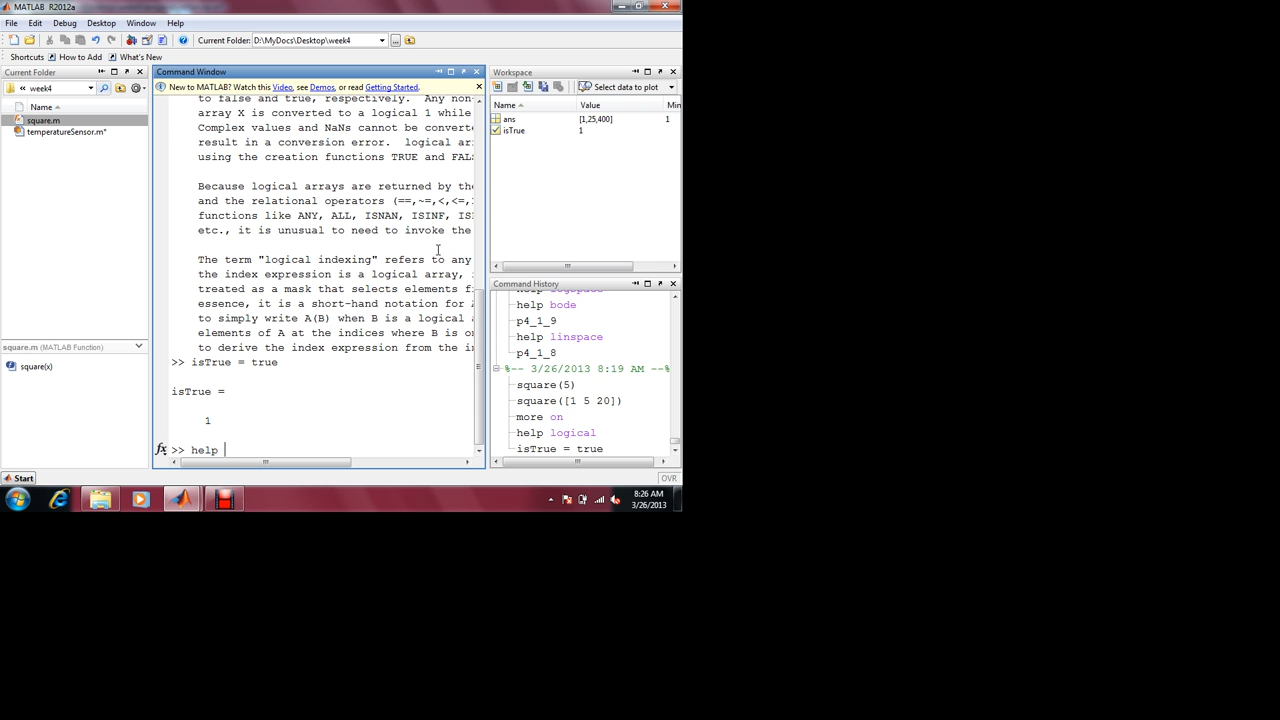 MATLAB R2012a
File Edit Debug Desktop Window Help
Current Folder: D:\MyDocs\Desktop\week4
Shortcuts How to Add What's New
Current Folder
« week4
Name
square.m
temperatureSensor.m*
square.m (MATLAB Function)
square(x)
Command Window
New to MATLAB? Watch this Video, see Demos, or read Getting Started.
to false and true, respectively. Any non-
array X is converted to a logical 1 while
Complex values and NaNs cannot be converte
result in a conversion error. logical ar
using the creation functions TRUE and FAL
Because logical arrays are returned by the
and the relational operators (==,~=,<,<=,
functions like ANY, ALL, ISNAN, ISINF, IS
etc., it is unusual to need to invoke the
The term "logical indexing" refers to any
the index expression is a logical array,
treated as a mask that selects elements f
essence, it is a short-hand notation for
to simply write A(B) when B is a logical
elements of A at the indices where B is o
to derive the index expression from the i
>> isTrue = true
isTrue =
1
fx >> help
Workspace
Select data to plot
Name Value Min
ans [1,25,400] 1
isTrue 1
Command History
help bode
p4_1_9
help linspace
p4_1_8
%-- 3/26/2013 8:19 AM --%
square(5)
square([1 5 20])
more on
help logical
isTrue = true
Start
OVR
8:26 AM
3/26/2013